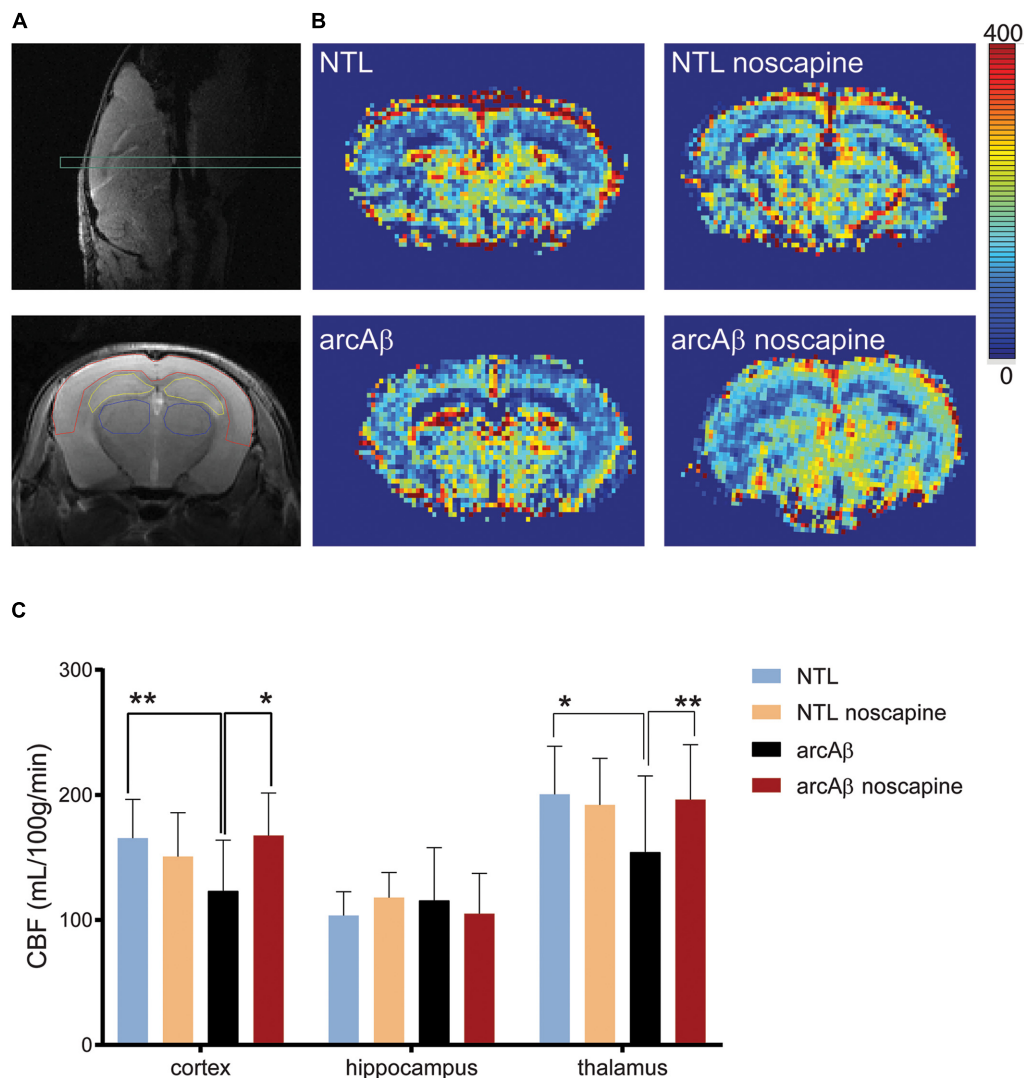 A
B
NTL
NTL noscapine
400
0
arcAβ
arcAβ noscapine
C
CBF (mL/100g/min)
300
200
100
0
**
*
*
**
cortex
hippocampus
thalamus
NTL
NTL noscapine
arcAβ
arcAβ noscapine